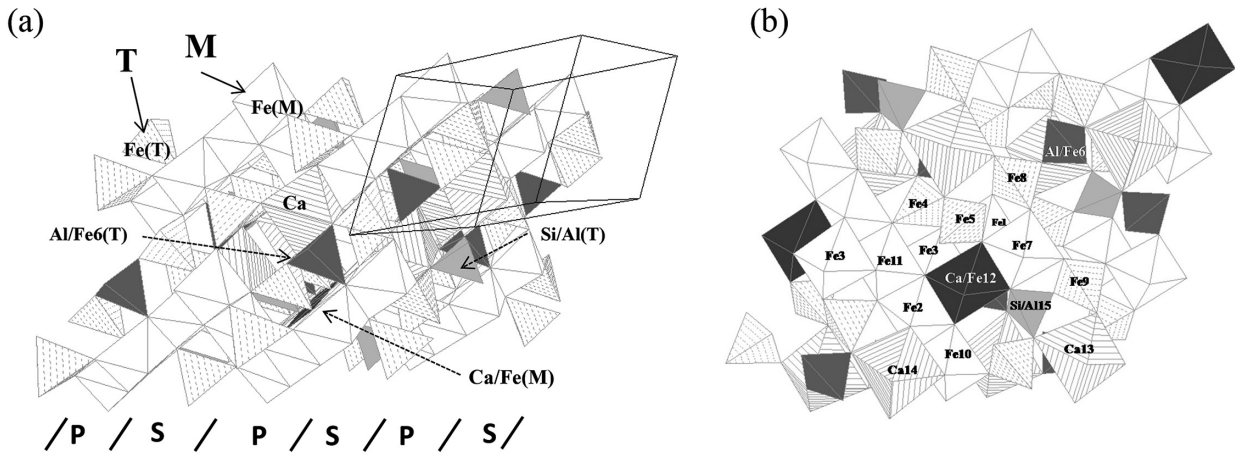 (a)
T
M
Fe(M)
Fe(T)
Ca
Al/Fe6(T)
Si/Al(T)
Ca/Fe(M)
/ P / S / P / S / P / S /
(b)
Al/Fe6
Fe8
Fe4
Fe5
Fe1
Fe3
Fe11
Fe3
Fe7
Ca/Fe12
Fe9
Fe2
Si/Al15
Fe10
Ca13
Ca14